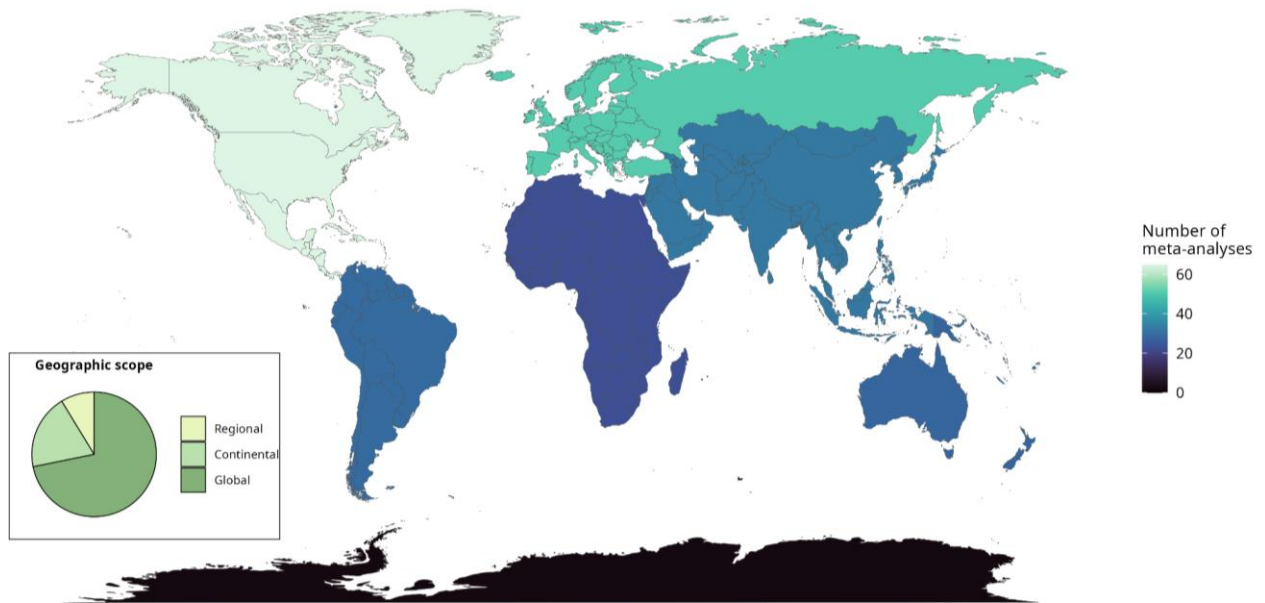 Number of
meta-analyses
60
40
20
0
Geographic scope
Regional
Continental
Global